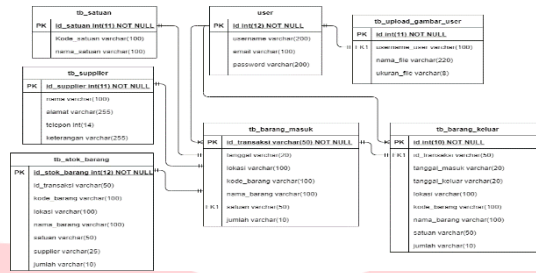 tb_satuan
PK id_satuan int(11) NOT NULL
Kode_satuan varchar(100)
nama_satuan varchar(100)
user
PK id int(12) NOT NULL
username varchar(200)
email varchar(100)
password varchar(200)
tb_upload_gambar_user
PK id int(11) NOT NULL
FK1 username_user varchar(100)
nama_file varchar(220)
ukuran_file varchar(8)
tb_supplier
PK id_supplier int(11) NOT NULL
nama varchar(100)
alamat varchar(255)
telepon int(14)
keterangan varchar(255)
tb_barang_masuk
PK id_transaksi varchar(50) NOT NULL
tanggal varchar(20)
lokasi varchar(100)
kode_barang varchar(100)
nama_barang varchar(100)
FK1 satuan varchar(50)
jumlah varchar(10)
tb_barang_keluar
PK id int(10) NOT NULL
FK1 id_transaksi varchar(50)
tanggal_masuk varchar(20)
tanggal_keluar varchar(20)
lokasi varchar(100)
kode_barang varchar(100)
nama_barang varchar(100)
satuan varchar(50)
jumlah varchar(10)
tb_stok_barang
PK id_stok_barang int(12) NOT NULL
id_transaksi varchar(50)
kode_barang varchar(100)
lokasi varchar(100)
nama_barang varchar(100)
satuan varchar(50)
supplier varchar(25)
jumlah varchar(10)